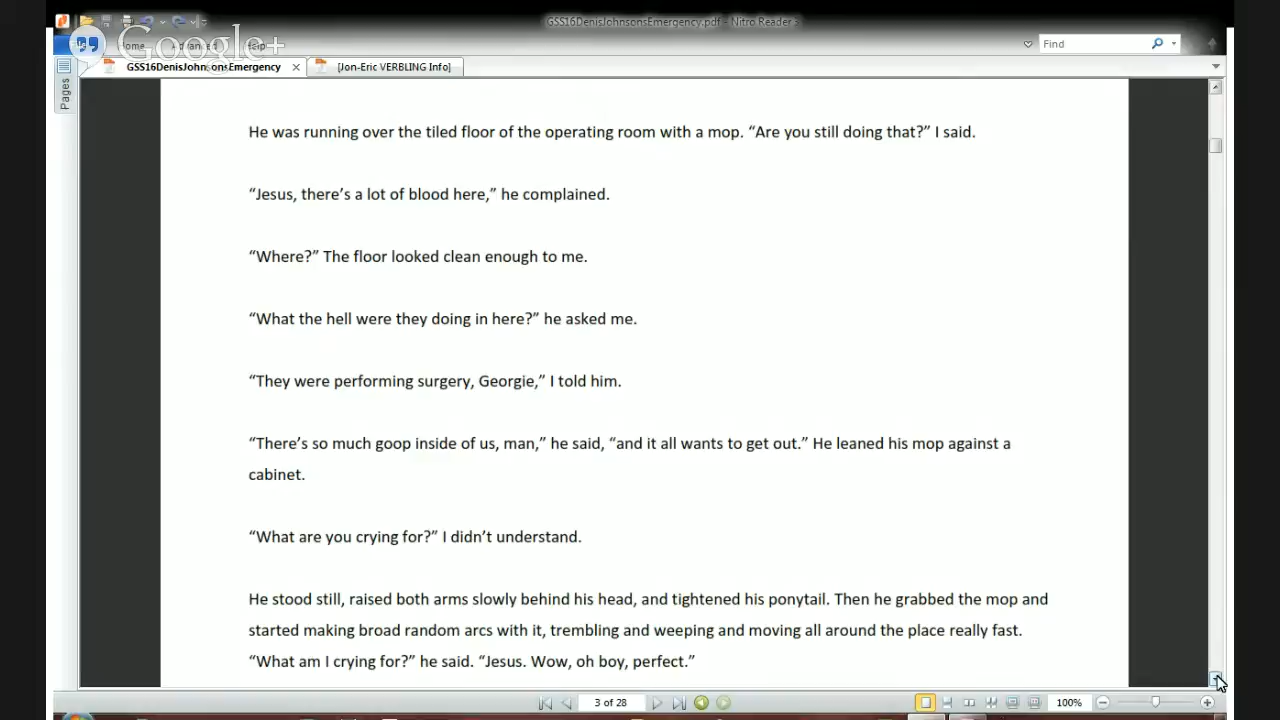 GSS16DenisJohnsonsEmergency.pdf - Nitro Reader 3
Google+
Help
Find
GSS16DenisJohnsonsEmergency
[Jon-Eric VERBLING Info]
Pages
He was running over the tiled floor of the operating room with a mop. “Are you still doing that?” I said.
“Jesus, there’s a lot of blood here,” he complained.
“Where?” The floor looked clean enough to me.
“What the hell were they doing in here?” he asked me.
“They were performing surgery, Georgie,” I told him.
“There’s so much goop inside of us, man,” he said, “and it all wants to get out.” He leaned his mop against a
cabinet.
“What are you crying for?” I didn’t understand.
He stood still, raised both arms slowly behind his head, and tightened his ponytail. Then he grabbed the mop and
started making broad random arcs with it, trembling and weeping and moving all around the place really fast.
“What am I crying for?” he said. “Jesus. Wow, oh boy, perfect.”
3 of 28
100%